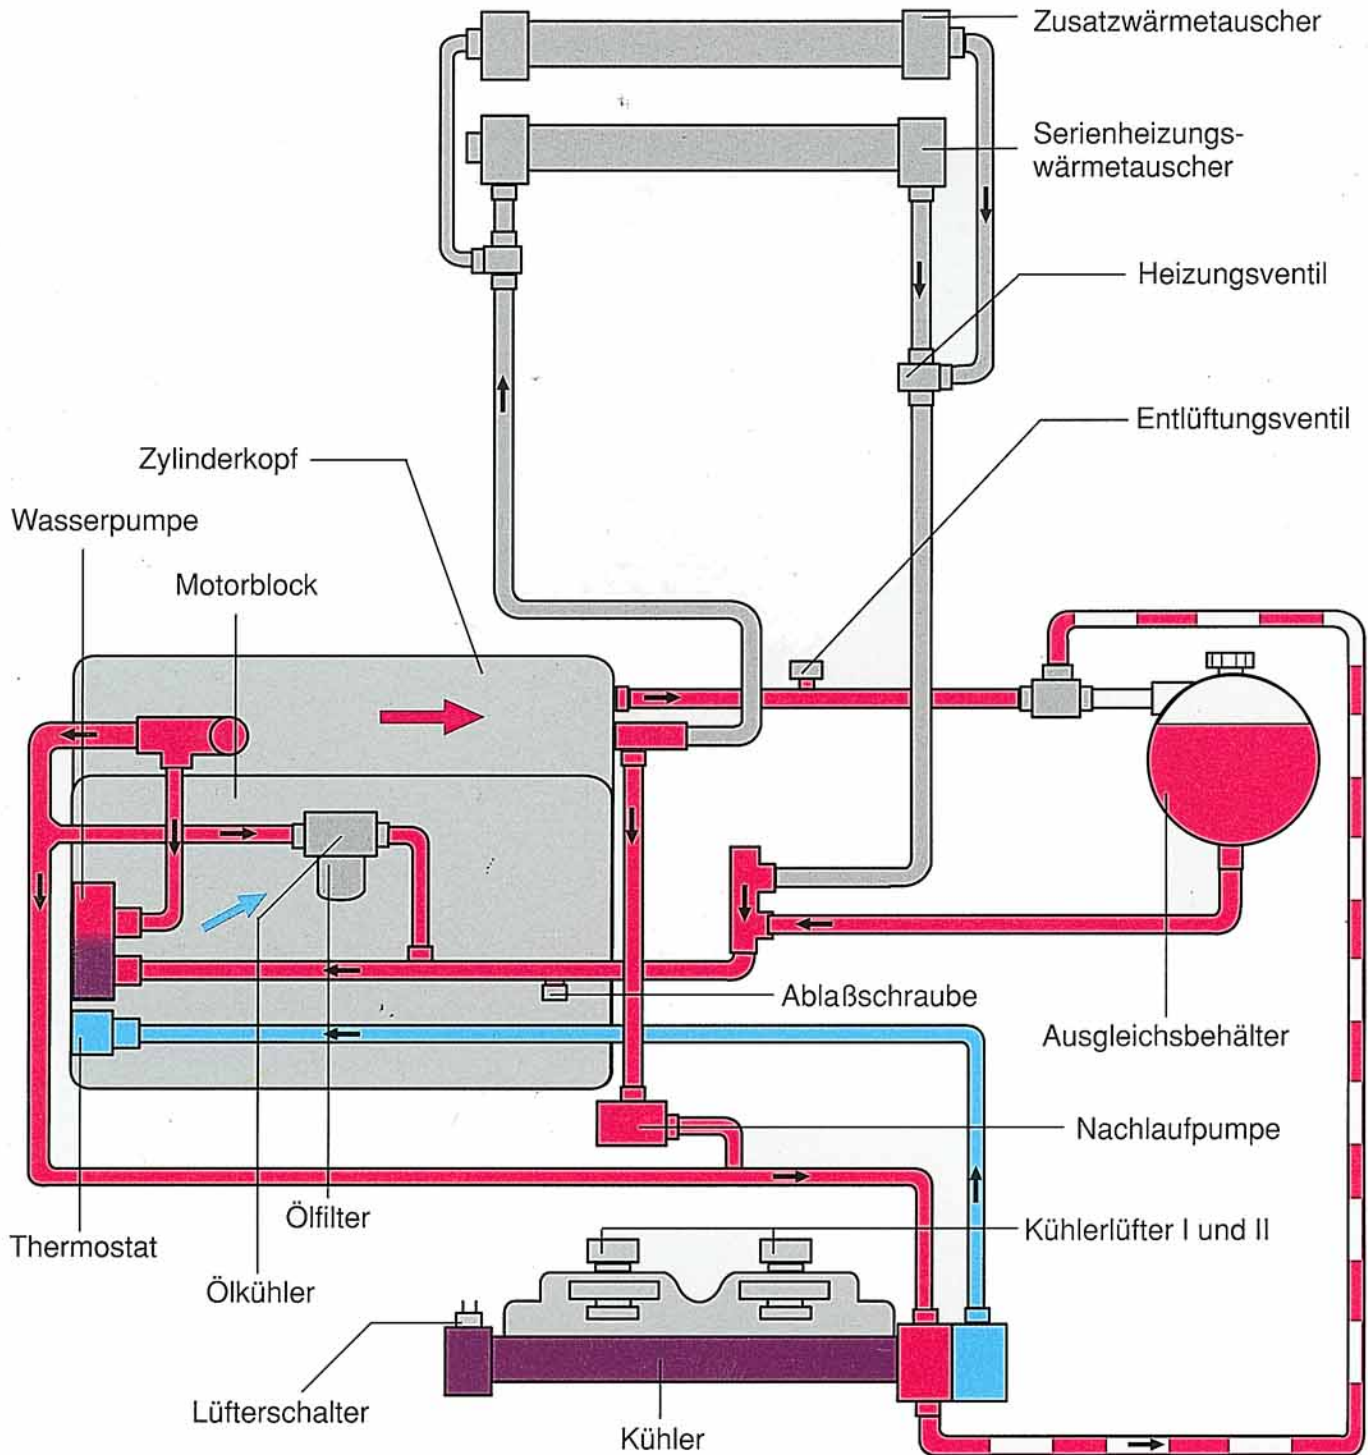 Zusatzwärmetauscher
Serienheizungs-
wärmetauscher
Heizungsventil
Entlüftungsventil
Zylinderkopf
Wasserpumpe
Motorblock
Ablaßschraube
Ausgleichsbehälter
Nachlaufpumpe
Ölfilter
Kühlerlüfter I und II
Thermostat
Ölkühler
Lüfterschalter
Kühler